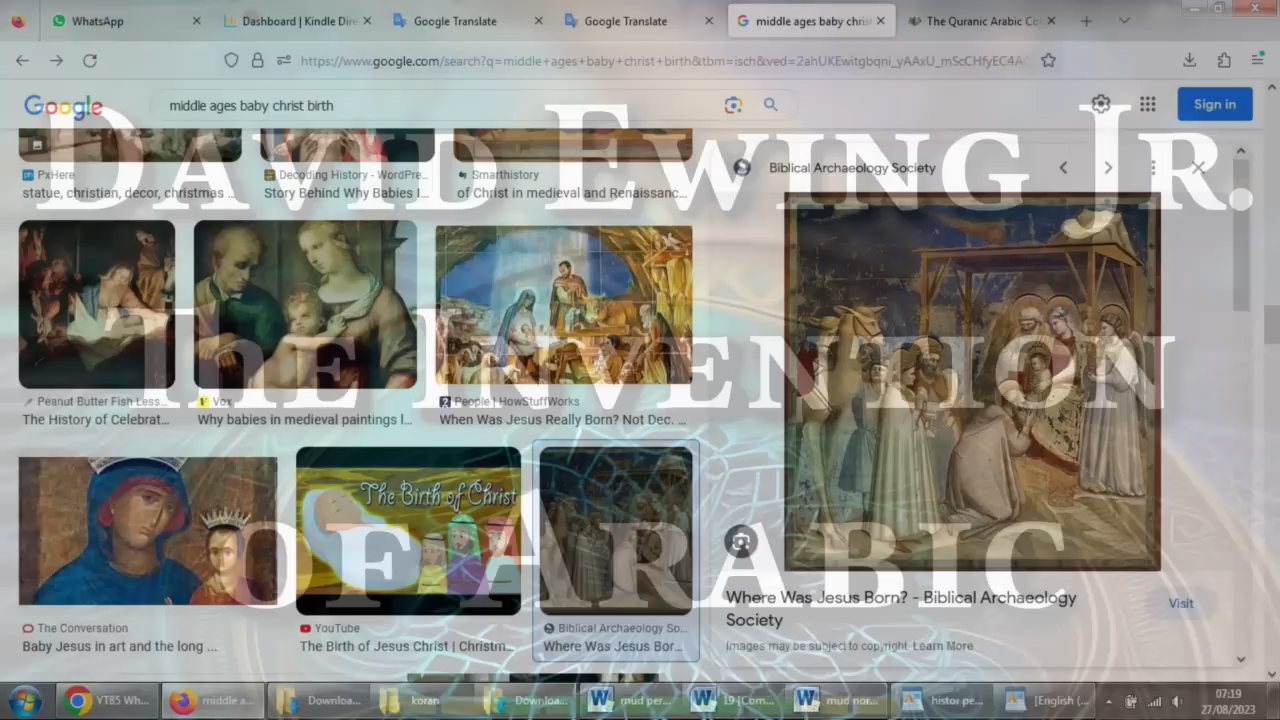 WhatsApp
Dashboard | Kindle Dire
Google Translate
Google Translate
middle ages baby chris
The Quranic Arabic Co
https://www.google.com/search?q=middle+ages+baby+christ+birth&tbm=isch&ved=2ahUKEwitgbqni_yAAxU_mScCHfyEC4A
Google
middle ages baby christ birth
Sign in
DAVID EWING JR.
THE INVENTION
OF ARABIC
PxHere
statue, christian, decor, christmas ...
Decoding History - WordPre...
Story Behind Why Babies I...
Smarthistory
of Christ in medieval and Renaissanc...
Biblical Archaeology Society
Peanut Butter Fish Less...
The History of Celebrat...
Vox
Why babies in medieval paintings l...
People | HowStuffWorks
When Was Jesus Really Born? Not Dec. ...
The Birth of Christ
The Conversation
Baby Jesus in art and the long ...
YouTube
The Birth of Jesus Christ | Christm...
Biblical Archaeology So...
Where Was Jesus Bor...
Where Was Jesus Born? - Biblical Archaeology
Society
Visit
Images may be subject to copyright. Learn More
YT85 Wh...
middle a...
Downloa...
koran
Downloa...
mud per...
19 [Com...
mud nor...
histor pe...
[English (...
07:19
27/08/2023